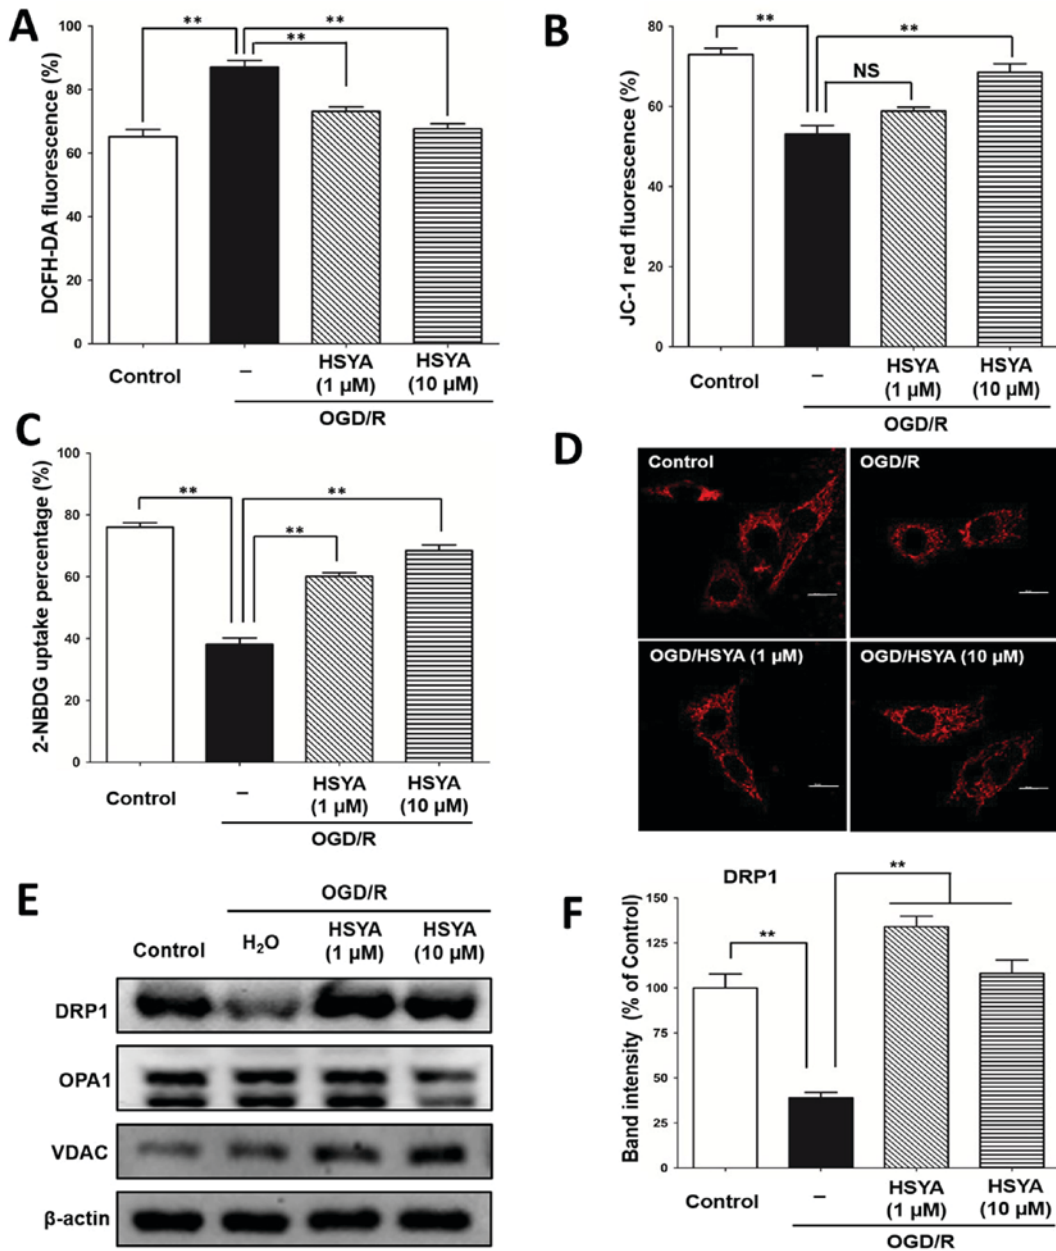 A
DCFH-DA fluorescence (%)
100
80
60
40
20
0
**
**
**
Control
–
HSYA
(1 µM)
HSYA
(10 µM)
OGD/R
B
JC-1 red fluorescence (%)
80
60
40
20
0
**
**
NS
Control
–
HSYA
(1 µM)
HSYA
(10 µM)
OGD/R
C
2-NBDG uptake percentage (%)
100
80
60
40
20
0
**
**
**
Control
–
HSYA
(1 µM)
HSYA
(10 µM)
OGD/R
D
Control
OGD/R
OGD/HSYA (1 µM)
OGD/HSYA (10 µM)
E
OGD/R
Control
H₂O
HSYA
(1 µM)
HSYA
(10 µM)
DRP1
OPA1
VDAC
β-actin
F
DRP1
Band intensity (% of Control)
150
125
100
75
50
25
0
**
**
Control
–
HSYA
(1 µM)
HSYA
(10 µM)
OGD/R